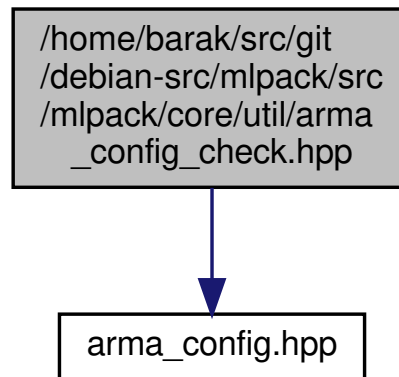 /home/barak/src/git
/debian-src/mlpack/src
/mlpack/core/util/arma
_config_check.hpp
arma_config.hpp